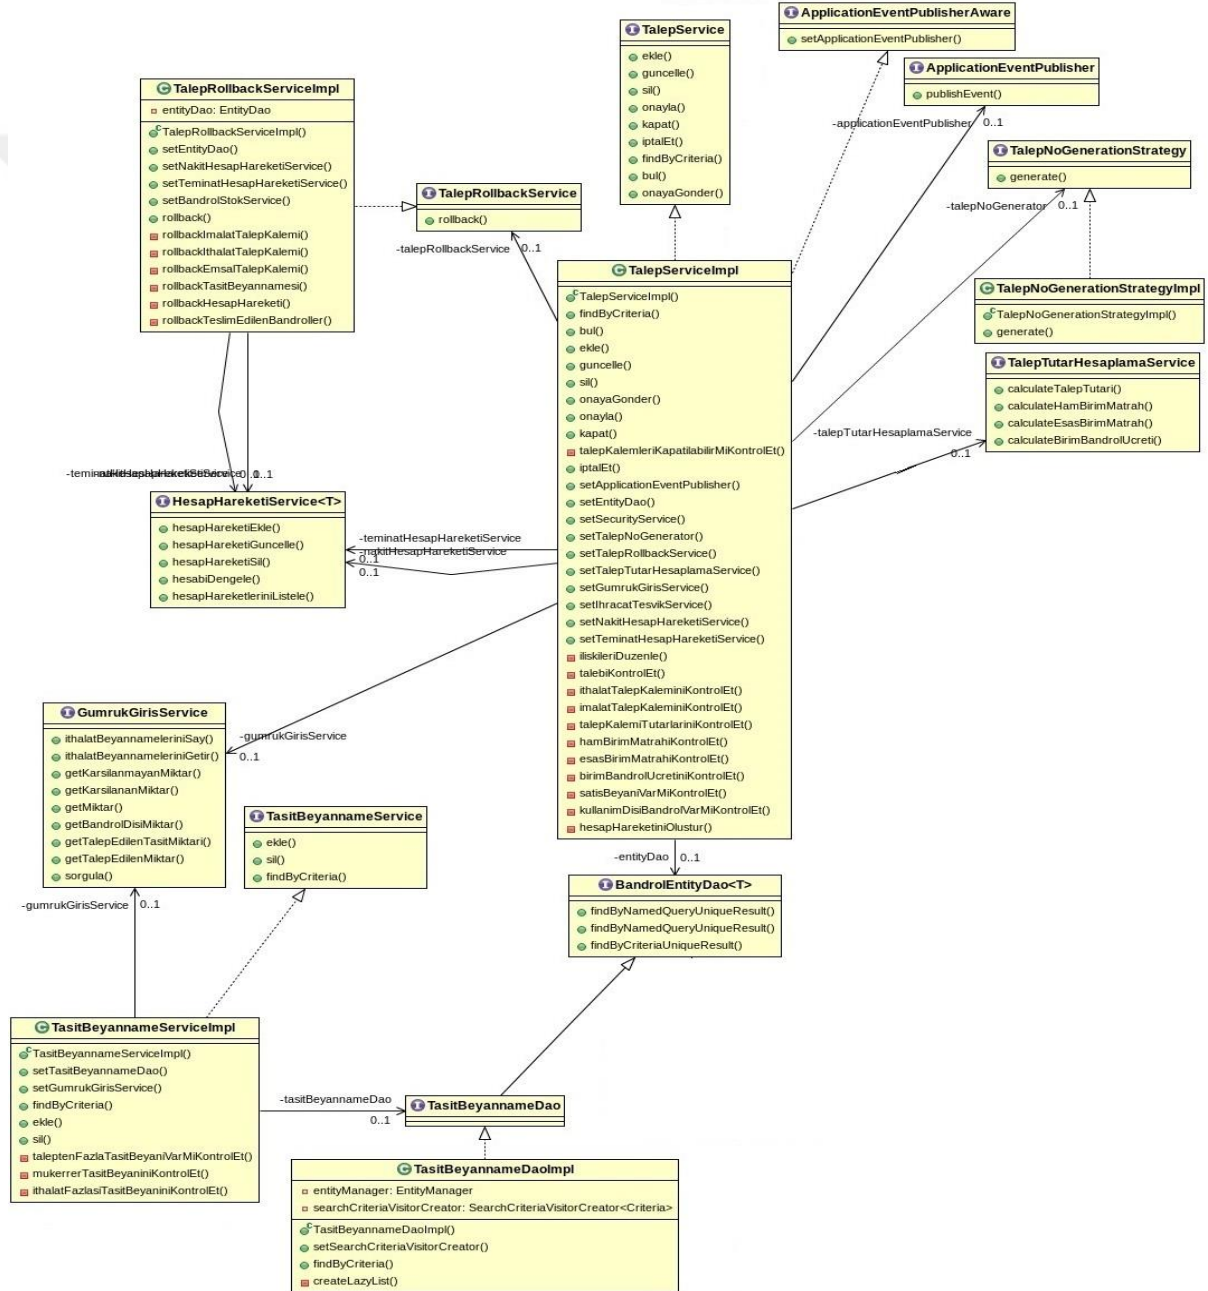 ApplicationEventPublisherAware
setApplicationEventPublisher()
TalepService
ekle()
guncelle()
sil()
onayla()
kapat()
iptalEt()
findByCriteria()
bul()
onayaGonder()
ApplicationEventPublisher
publishEvent()
-applicationEventPublisher
0..1
TalepRollbackServiceImpl
entityDao: EntityDao
TalepRollbackServiceImpl()
setEntityDao()
setNakitHesapHareketiService()
setTeminatHesapHareketiService()
setBandrolStokService()
rollback()
rollbackImalatTalepKalemi()
rollbackIthalatTalepKalemi()
rollbackEmsalTalepKalemi()
rollbackTasitBeyannamesi()
rollbackHesapHareketi()
rollbackTeslimEdilenBandroller()
TalepNoGenerationStrategy
generate()
-talepNoGenerator
0..1
TalepRollbackService
rollback()
-talepRollbackService
0..1
TalepServiceImpl
TalepServiceImpl()
findByCriteria()
bul()
ekle()
guncelle()
sil()
onayaGonder()
onayla()
kapat()
talepKalemleriKapatilabilirMiKontrolEt()
iptalEt()
setApplicationEventPublisher()
setEntityDao()
setSecurityService()
setTalepNoGenerator()
setTalepRollbackService()
setTalepTutarHesaplamaService()
setGumrukGirisService()
setIhracatTesvikService()
setNakitHesapHareketiService()
setTeminatHesapHareketiService()
iliskileriDuzenle()
talebiKontrolEt()
ithalatTalepKaleminiKontrolEt()
imalatTalepKaleminiKontrolEt()
talepKalemiTutarlariniKontrolEt()
hamBirimMatrahiKontrolEt()
esasBirimMatrahiKontrolEt()
birimBandrolUcretiniKontrolEt()
satisBeyaniVarMiKontrolEt()
kullanimDisiBandrolVarMiKontrolEt()
hesapHareketiniOlustur()
TalepNoGenerationStrategyImpl
TalepNoGenerationStrategyImpl()
generate()
TalepTutarHesaplamaService
calculateTalepTutari()
calculateHamBirimMatrah()
calculateEsasBirimMatrah()
calculateBirimBandrolUcreti()
-talepTutarHesaplamaService
0..1
0..1
HesapHareketiService<T>
hesapHareketiEkle()
hesapHareketiGuncelle()
hesapHareketiSil()
hesabiDengele()
hesapHareketleriniListele()
-teminatHesapHareketiService
-nakitHesapHareketiService
0..1
0..1
GumrukGirisService
ithalatBeyannameleriniSay()
ithalatBeyannameleriniGetir()
getKarsilanmayanMiktar()
getKarsilananMiktar()
getMiktar()
getBandrolDisiMiktar()
getTalepEdilenTasitMiktari()
getTalepEdilenMiktar()
sorgula()
-gumrukGirisService
0..1
TasitBeyannameService
ekle()
sil()
findByCriteria()
-entityDao
0..1
BandrolEntityDao<T>
findByNamedQueryUniqueResult()
findByNamedQueryUniqueResult()
findByCriteriaUniqueResult()
-gumrukGirisService
0..1
TasitBeyannameServiceImpl
TasitBeyannameServiceImpl()
setTasitBeyannameDao()
setGumrukGirisService()
findByCriteria()
ekle()
sil()
taleptenFazlaTasitBeyaniVarMiKontrolEt()
mukerrerTasitBeyaniniKontrolEt()
ithalatFazlasiTasitBeyaniniKontrolEt()
-tasitBeyannameDao
0..1
TasitBeyannameDao
TasitBeyannameDaoImpl
entityManager: EntityManager
searchCriteriaVisitorCreator: SearchCriteriaVisitorCreator<Criteria>
TasitBeyannameDaoImpl()
setSearchCriteriaVisitorCreator()
findByCriteria()
createLazyList()